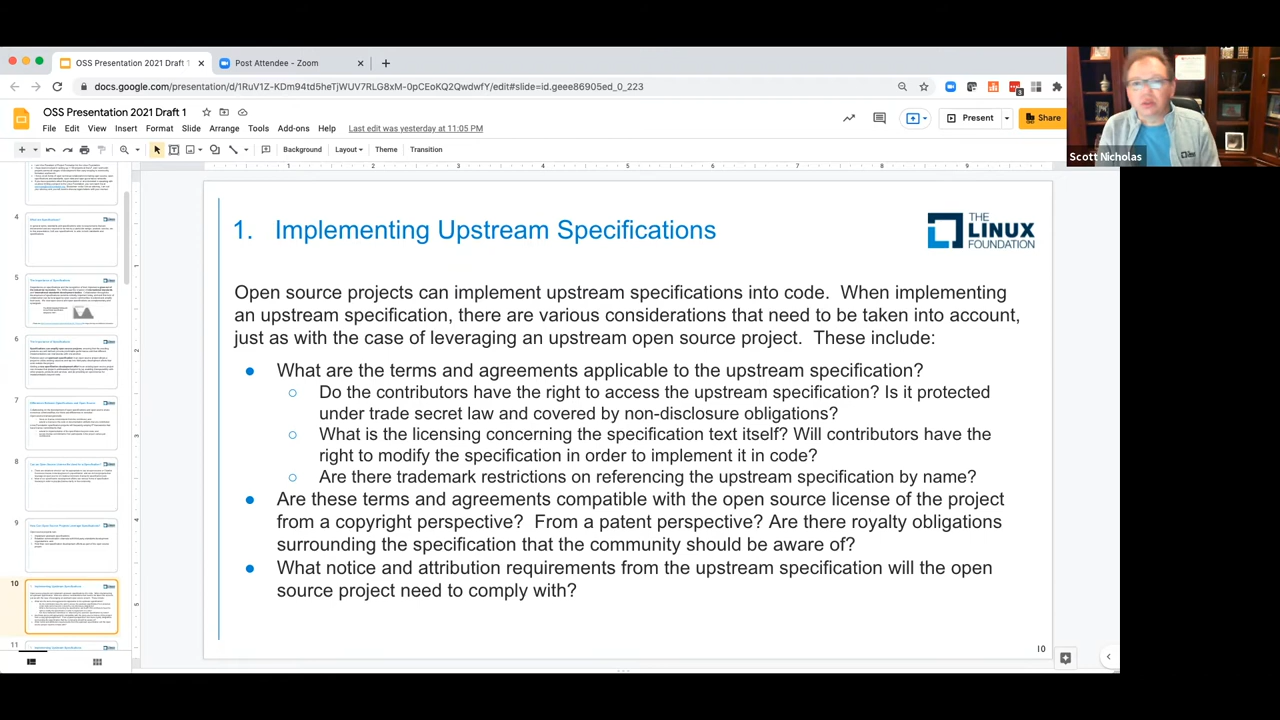 OSS Presentation 2021 Draft 1
Post Attendee - Zoom
docs.google.com/presentation/d/1RuV1Z-KDm94td5heTjWUV7RLG8xM-0pCEoKQ2QwdwIY/edit#slide=id.geee86905ed_0_223
OSS Presentation 2021 Draft 1
File Edit View Insert Format Slide Arrange Tools Add-ons Help Last edit was yesterday at 11:05 PM
Present
Share
Scott Nicholas
Background Layout Theme Transition
1. Implementing Upstream Specifications
THE
LINUX
FOUNDATION
Open source projects can implement upstream specifications in code. When implementing
an upstream specification, there are various considerations that need to be taken into account,
just as with the use of leveraging an upstream open source project. These include:
What are the terms and agreements applicable to the upstream specification?
Do the contributors have the right to access the upstream specification? Is it protected
under trade secret law and covered by non-disclosure obligations?
What is the licensing concerning the specification text itself? Will contributors have the
right to modify the specification in order to implement it in code?
Are there trademark restrictions on referencing the upstream specification by name?
Are these terms and agreements compatible with the open source license of the project
from a copyright perspective? From a patent perspective? Are there royalty obligations
surrounding the specification that the community should be aware of?
What notice and attribution requirements from the upstream specification will the open
source project need to comply with?
10
4
5
6
7
8
9
10
11